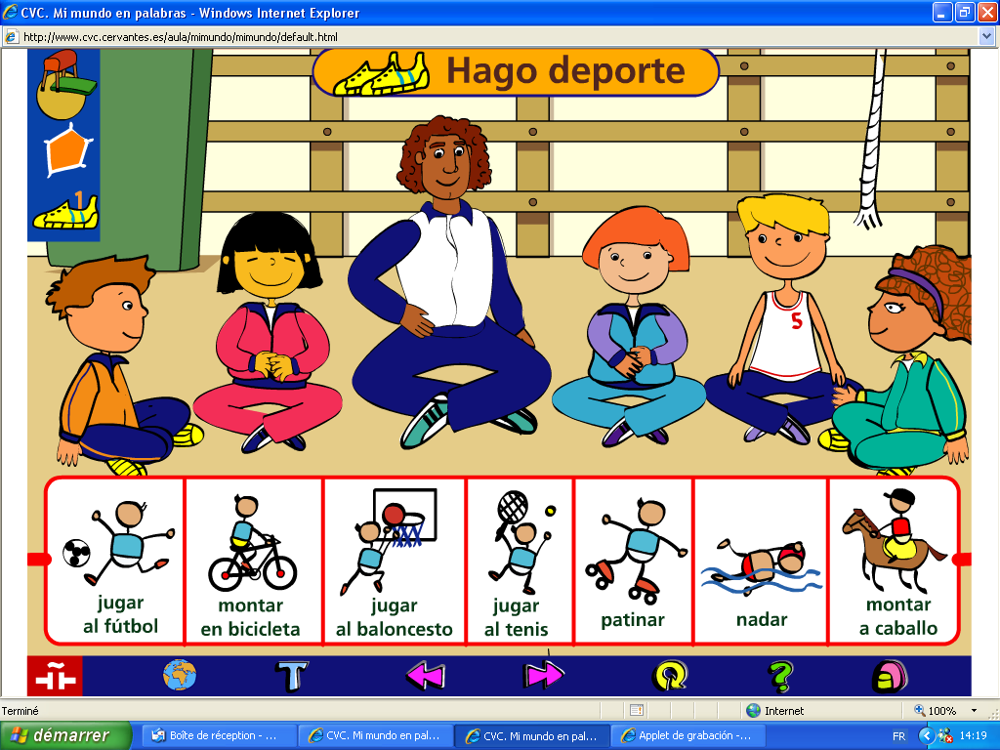 CVC. Mi mundo en palabras - Windows Internet Explorer
http://www.cvc.cervantes.es/aula/mimundo/mimundo/default.html
Hago deporte
1
5
jugar
al fútbol
montar
en bicicleta
jugar
al baloncesto
jugar
al tenis
patinar
nadar
montar
a caballo
T
?
Terminé
Internet
100%
démarrer
Boîte de réception - ...
CVC. Mi mundo en pal...
CVC. Mi mundo en pal...
Applet de grabación -...
FR
14:19